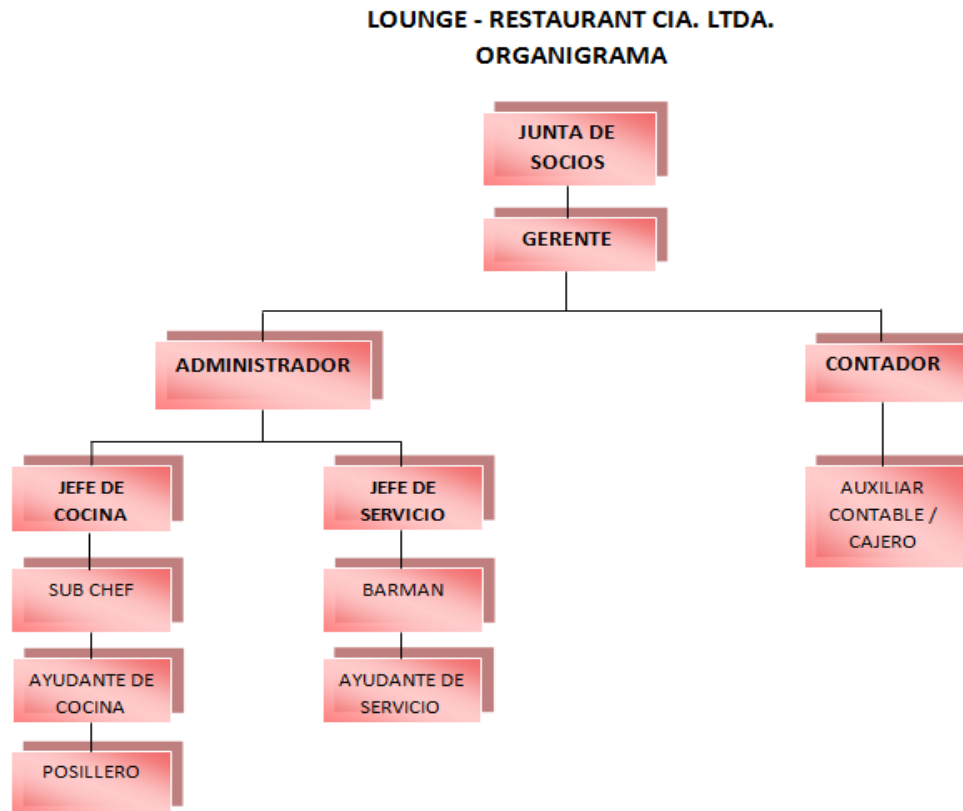 LOUNGE - RESTAURANT CIA. LTDA.
ORGANIGRAMA
JUNTA DE
SOCIOS
GERENTE
ADMINISTRADOR
CONTADOR
JEFE DE
COCINA
JEFE DE
SERVICIO
AUXILIAR
CONTABLE /
CAJERO
SUB CHEF
BARMAN
AYUDANTE DE
COCINA
AYUDANTE DE
SERVICIO
POSILLERO